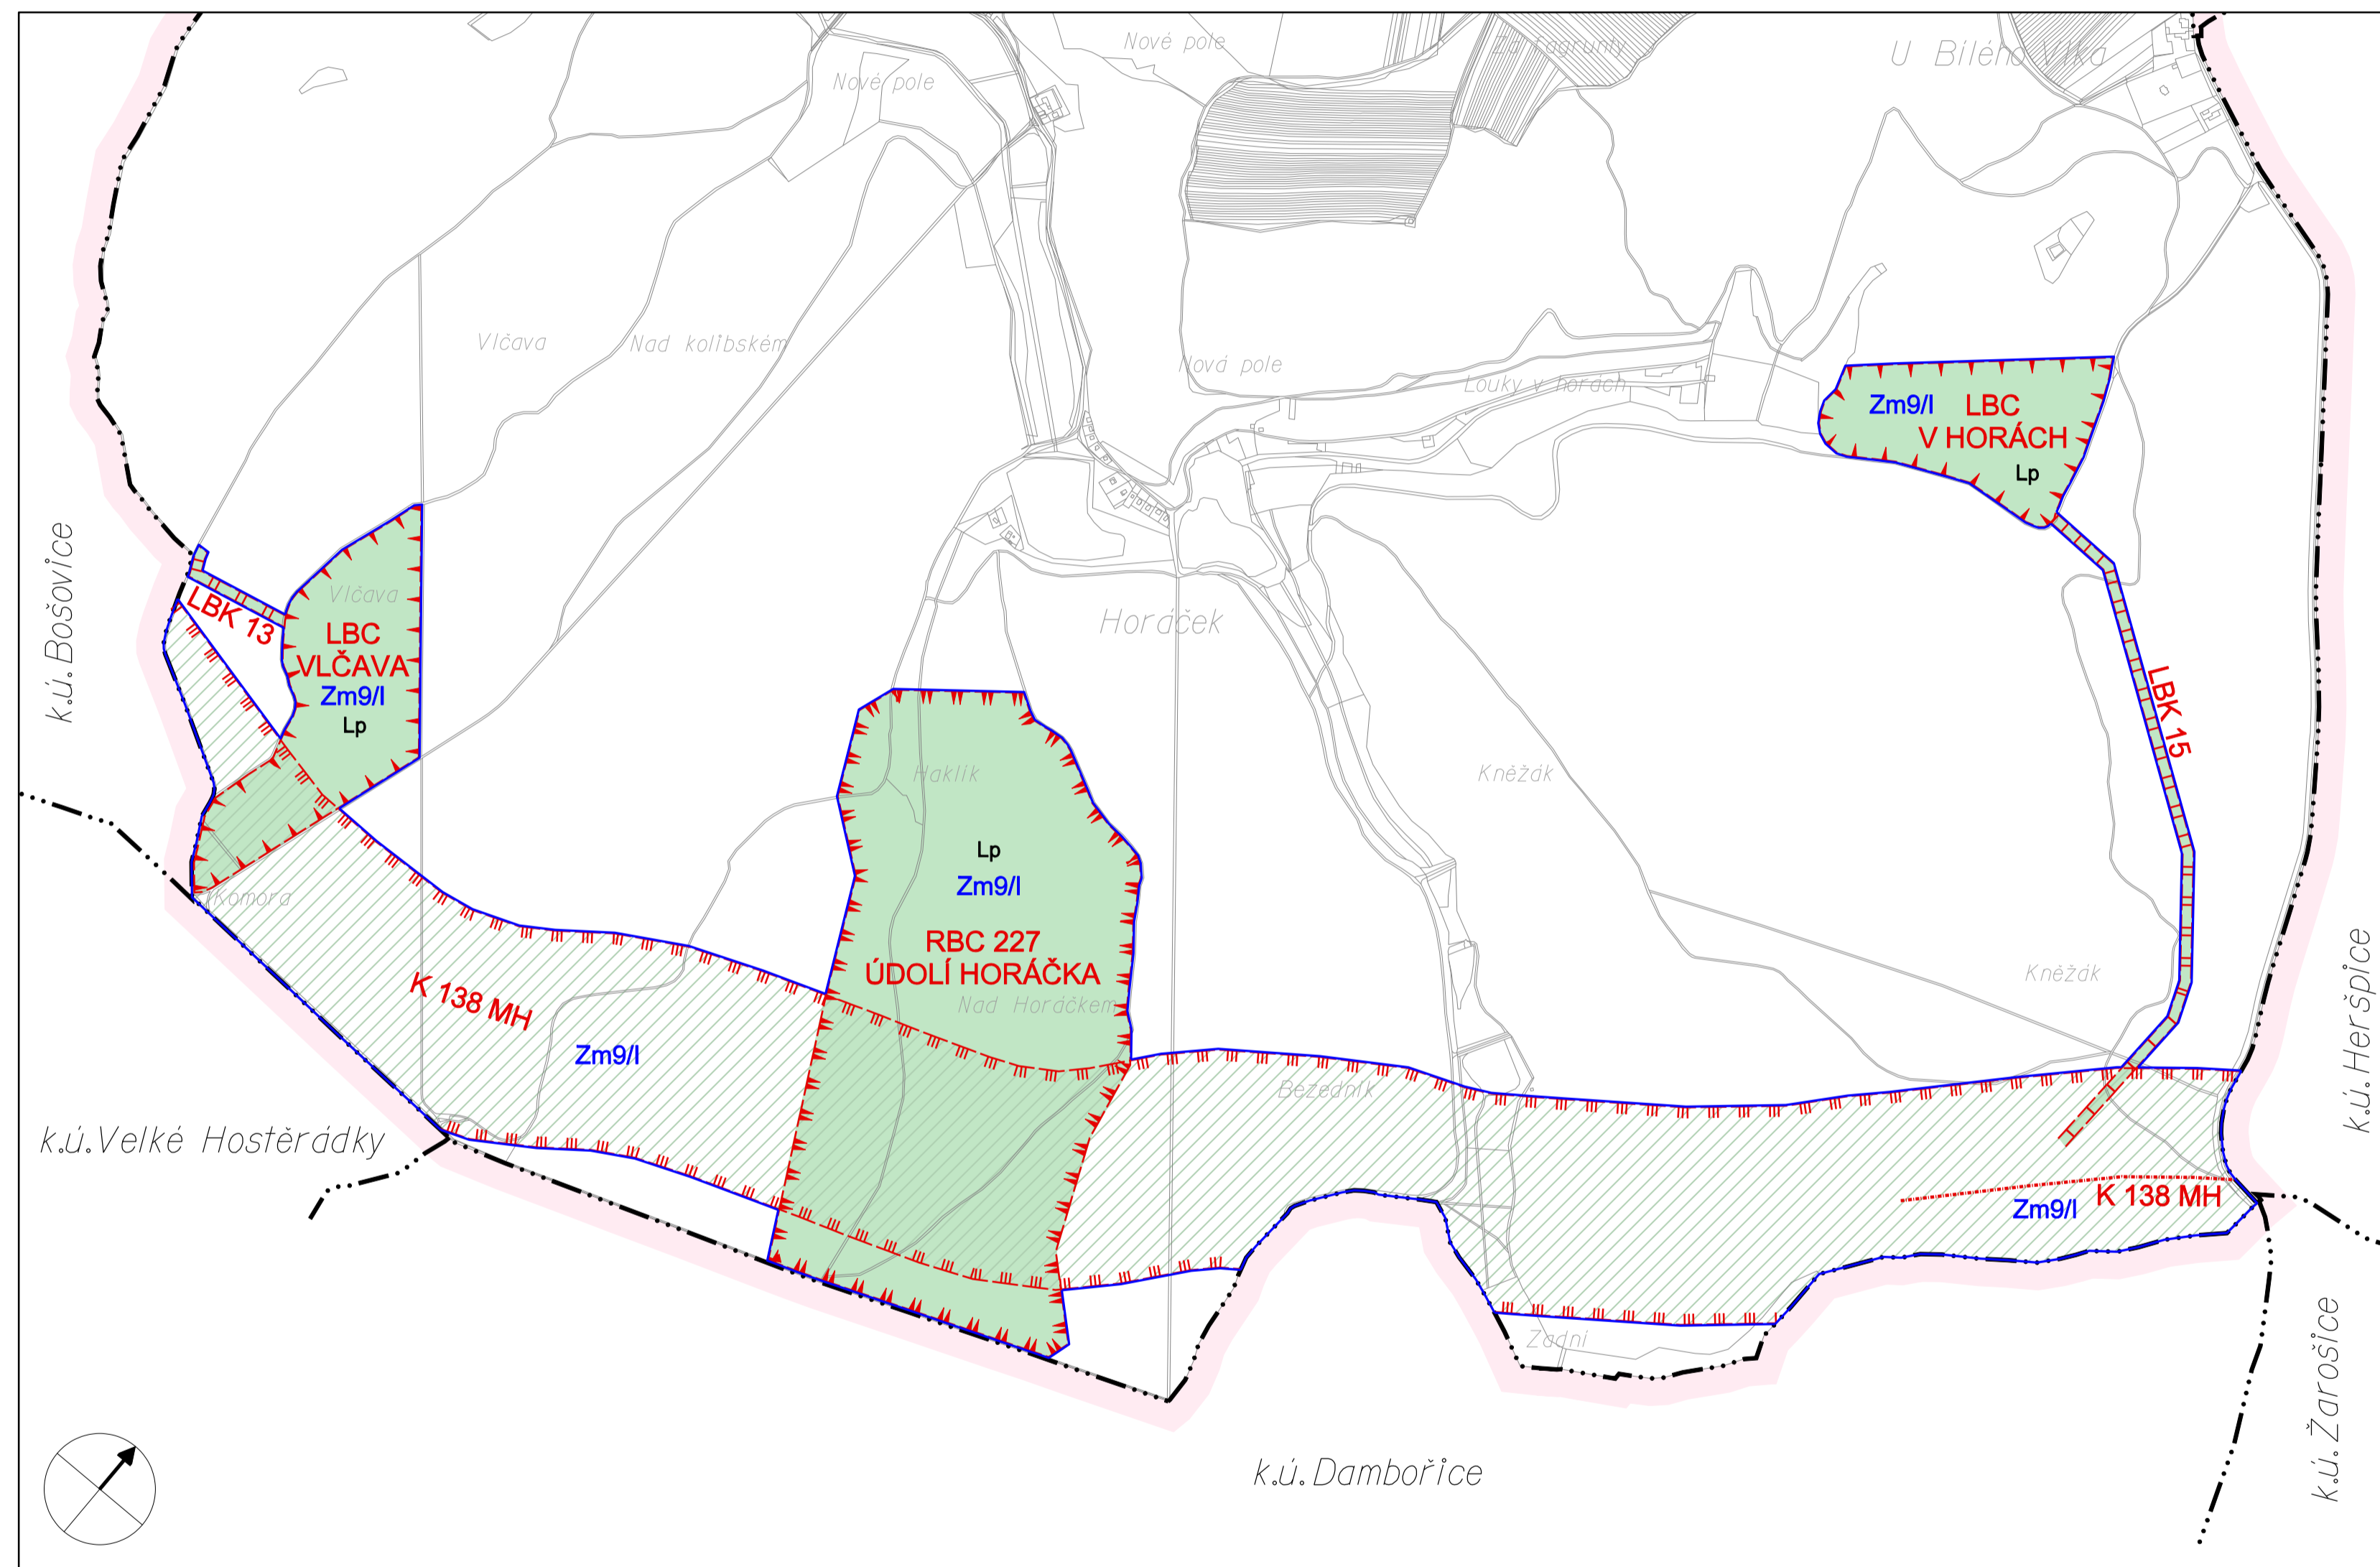 Nové pole
Za fagrunty
U Bílého Vlka
Nové pole
Vlčava
Nad kolibském
Nová pole
Louky v horách
Zm9/I
LBC
V HORÁCH
Lp
k.ú. Bošovice
LBK 13
Vlčava
LBC
VLČAVA
Zm9/I
Lp
Horáček
LBK 15
Haklík
Kněžák
Lp
Zm9/I
RBC 227
ÚDOLÍ HORÁČKA
Nad Horáčkem
Komora
K 138 MH
Zm9/I
Kněžák
k.ú. Heršpice
Bezedník
k.ú. Velké Hostěrádky
K 138 MH
Zm9/I
Zadní
k.ú. Žarošice
k.ú. Dambořice